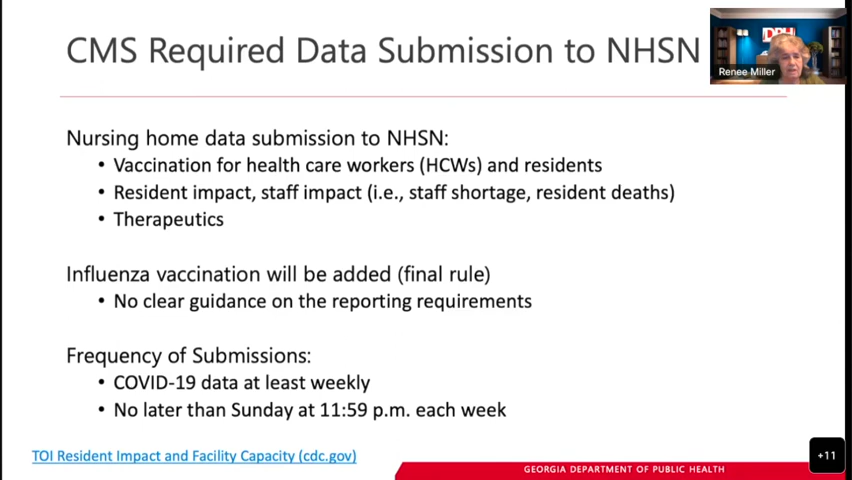 CMS Required Data Submission to NHSN
DPH
Renee Miller
Nursing home data submission to NHSN:
• Vaccination for health care workers (HCWs) and residents
• Resident impact, staff impact (i.e., staff shortage, resident deaths)
• Therapeutics
Influenza vaccination will be added (final rule)
• No clear guidance on the reporting requirements
Frequency of Submissions:
• COVID-19 data at least weekly
• No later than Sunday at 11:59 p.m. each week
TOI Resident Impact and Facility Capacity (cdc.gov)
GEORGIA DEPARTMENT OF PUBLIC HEALTH
+11